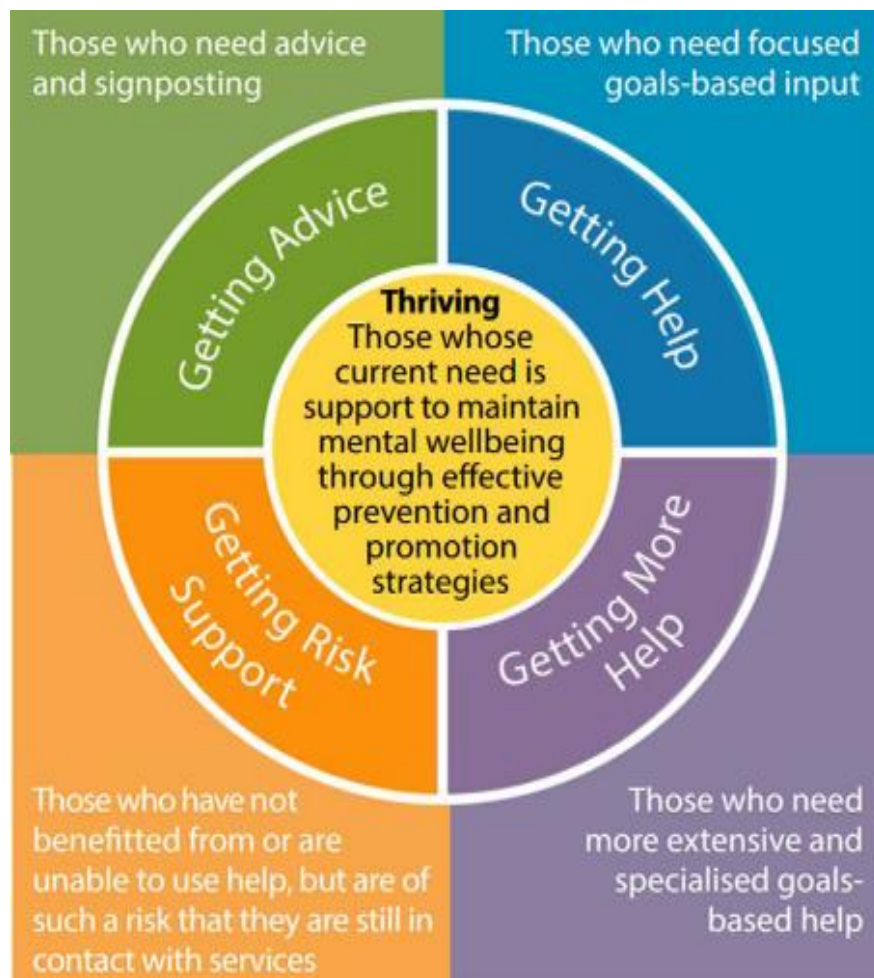 Those who need advice
and signposting
Those who need focused
goals-based input
Getting Advice
Getting Help
Thriving
Those whose
current need is
support to maintain
mental wellbeing
through effective
prevention and
promotion
strategies
Getting Risk
Support
Getting More
Help
Those who have not
benefitted from or are
unable to use help, but are of
such a risk that they are still in
contact with services
Those who need
more extensive and
specialised goals-
based help